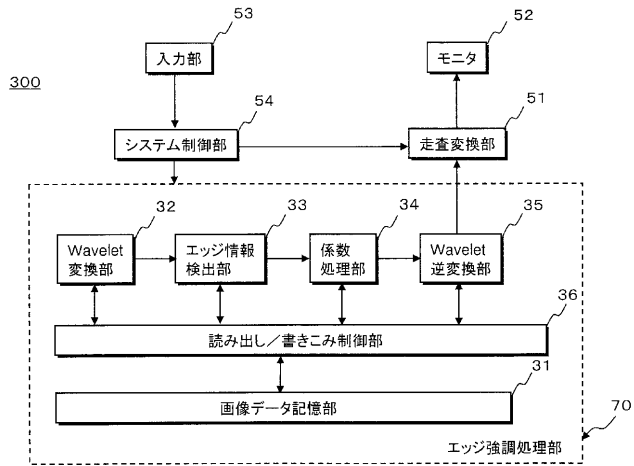 53
52
入力部
モニタ
300
54
51
システム制御部
走査変換部
32
33
34
35
Wavelet
変換部
エッジ情報
検出部
係数
処理部
Wavelet
逆変換部
36
読み出し／書きこみ制御部
31
画像データ記憶部
70
エッジ強調処理部